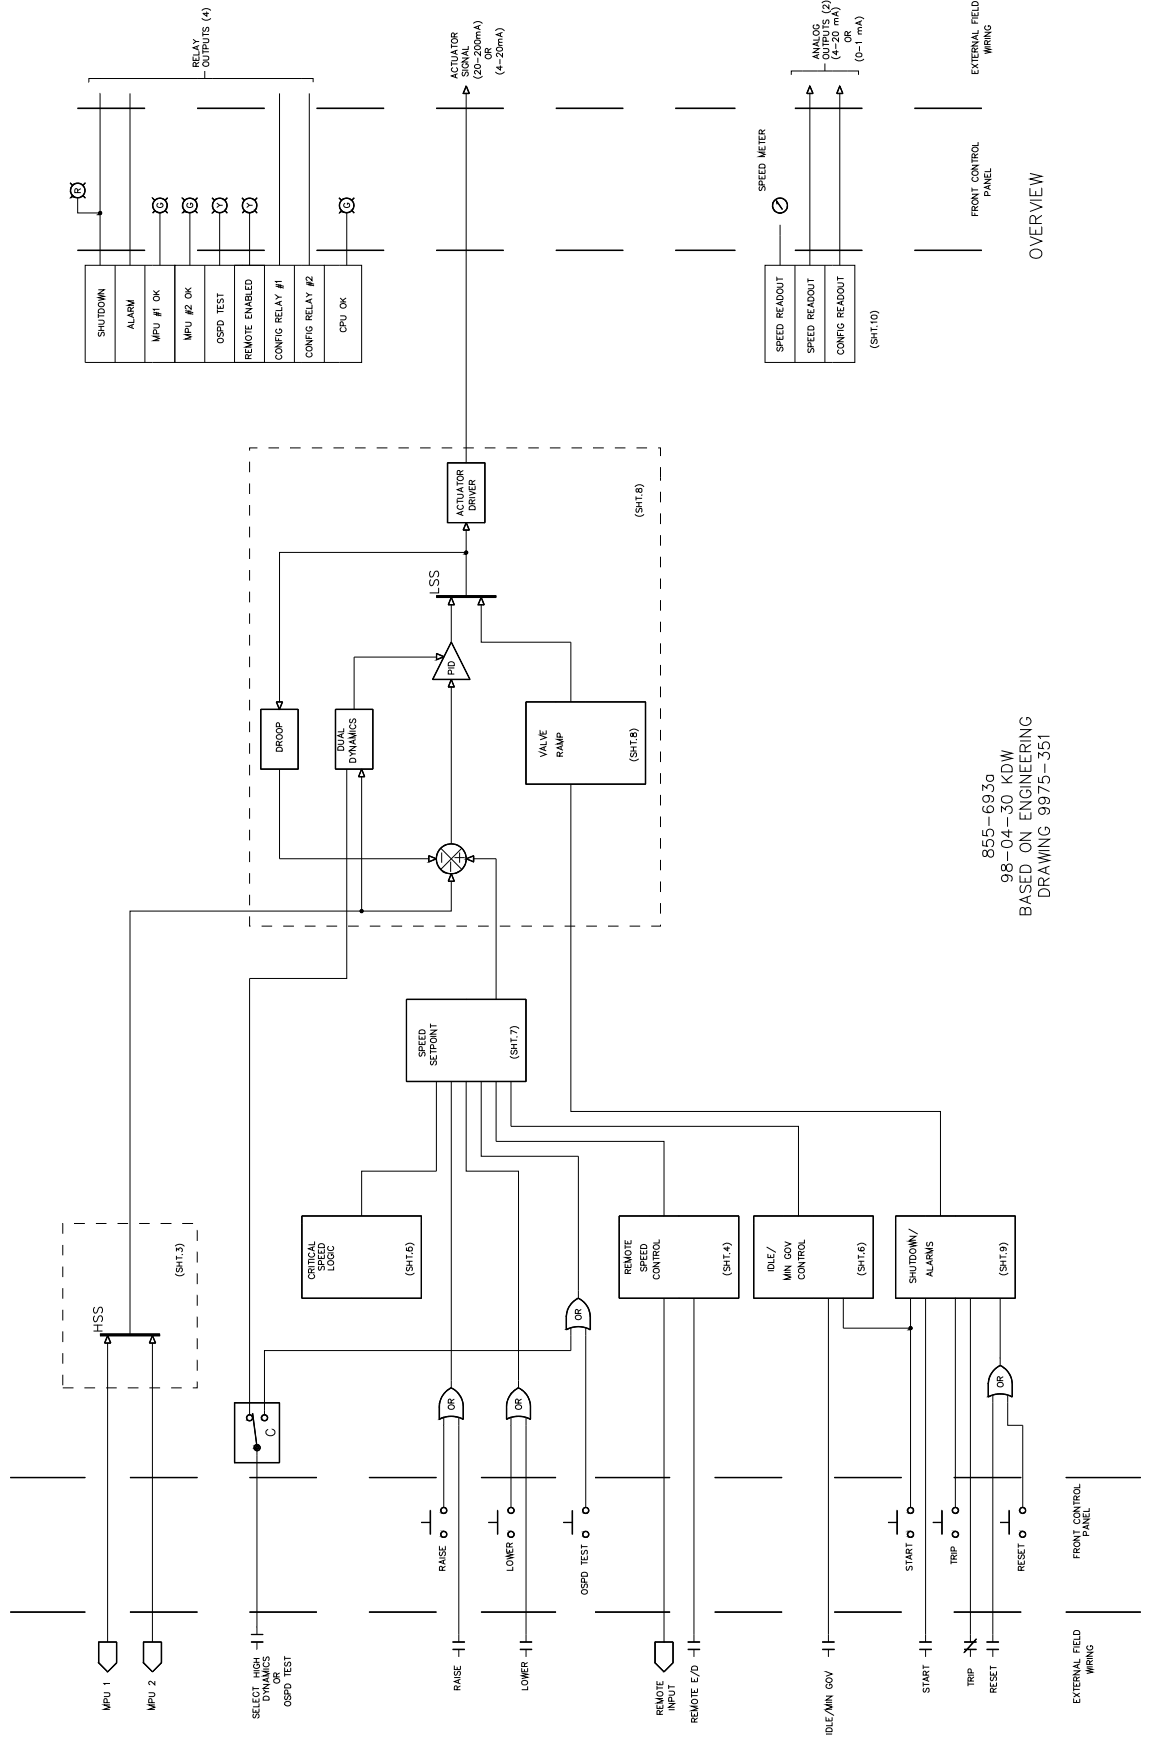 MPU 1
MPU 2
SELECT HIGH
DYNAMICS
OR
OSPD TEST
RAISE
LOWER
REMOTE
INPUT
REMOTE E/D
IDLE/MIN GOV
START
TRIP
RESET
EXTERNAL FIELD
WIRING
RAISE
LOWER
OSPD TEST
START
TRIP
RESET
FRONT CONTROL
PANEL
C
OR
OR
OR
OR
HSS
(SHT.3)
CRITICAL
SPEED
LOGIC
(SHT.6)
REMOTE
SPEED
CONTROL
(SHT.4)
IDLE/
MIN GOV
CONTROL
(SHT.6)
SHUTDOWN/
ALARMS
(SHT.9)
SPEED
SETPOINT
(SHT.7)
DROOP
DUAL
DYNAMICS
PID
LSS
VALVE
RAMP
(SHT.8)
ACTUATOR
DRIVER
(SHT.8)
SHUTDOWN
ALARM
MPU #1 OK
MPU #2 OK
OSPD TEST
REMOTE ENABLED
CONFIG RELAY #1
CONFIG RELAY #2
CPU OK
R
G
G
Y
Y
G
RELAY
OUTPUTS (4)
ACTUATOR
SIGNAL
(20-200mA)
OR
(4-20mA)
SPEED READOUT
SPEED READOUT
CONFIG READOUT
(SHT.10)
SPEED METER
ANALOG
OUTPUTS (2)
(4-20 mA)
OR
(0-1 mA)
FRONT CONTROL
PANEL
EXTERNAL FIELD
WIRING
855-693a
98-04-30 KDW
BASED ON ENGINEERING
DRAWING 9975-351
OVERVIEW